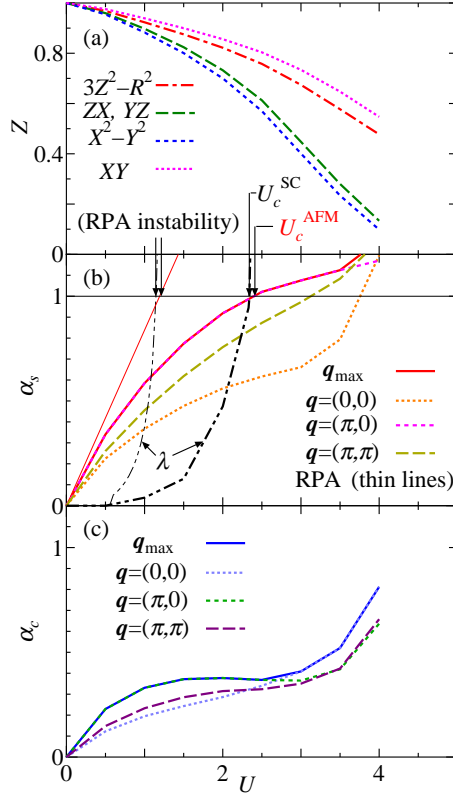 (a)
0.8
0.4
0
Z
3Z²−R²
ZX, YZ
X²−Y²
XY
U_c^SC
(RPA instability)
U_c^AFM
(b)
1
0
α_s
λ
q_max
q=(0,0)
q=(π,0)
q=(π,π)
RPA (thin lines)
(c)
1
0
α_c
q_max
q=(0,0)
q=(π,0)
q=(π,π)
0 2 4
U